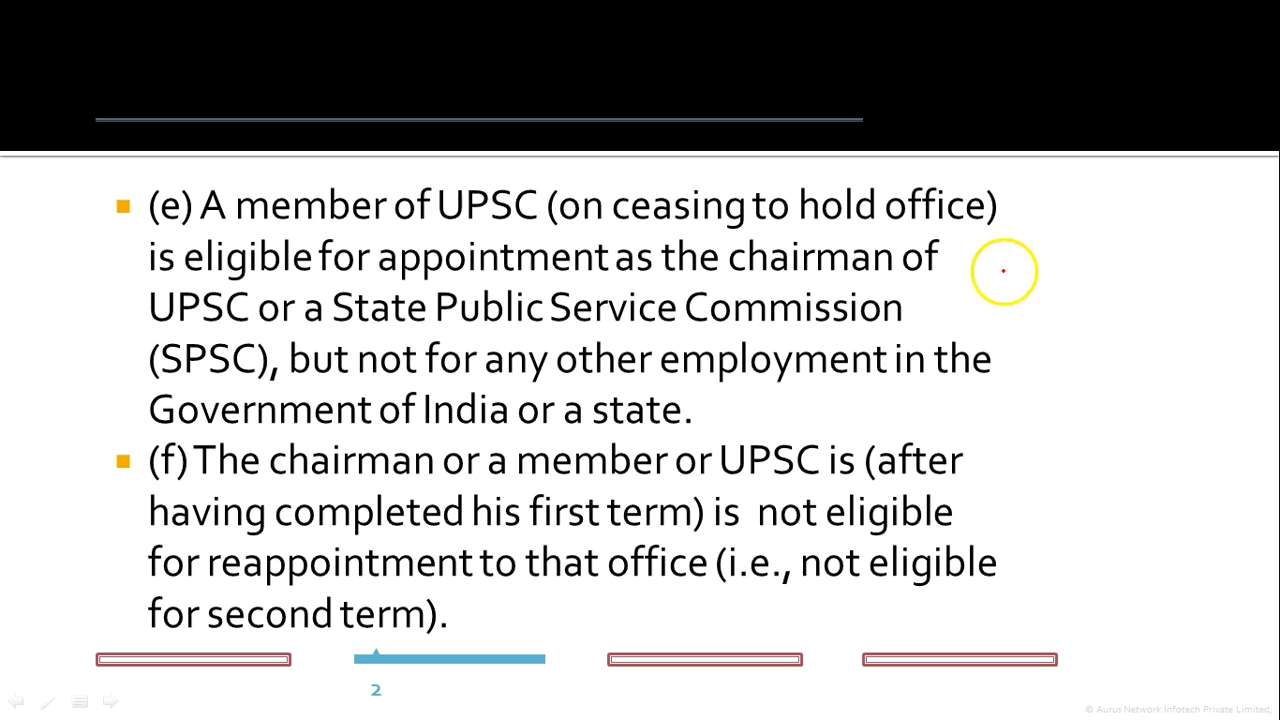 (e) A member of UPSC (on ceasing to hold office)
is eligible for appointment as the chairman of
UPSC or a State Public Service Commission
(SPSC), but not for any other employment in the
Government of India or a state.
(f) The chairman or a member or UPSC is (after
having completed his first term) is not eligible
for reappointment to that office (i.e., not eligible
for second term).
2
© Aurus Network Infotech Private Limited,